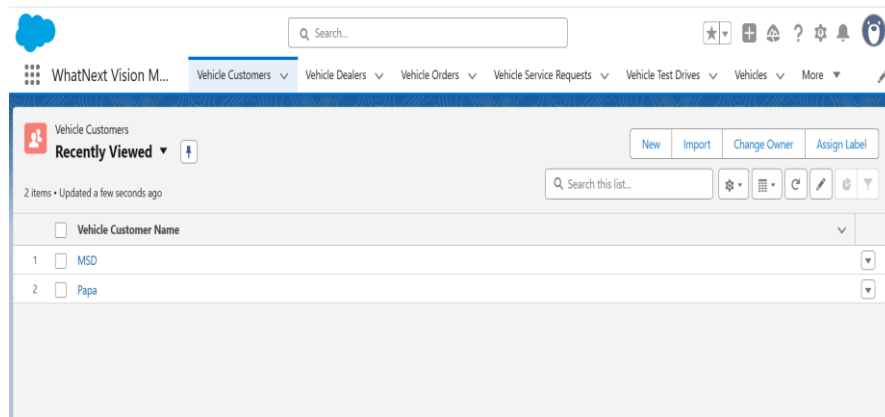 Search...
WhatNext Vision M... Vehicle Customers Vehicle Dealers Vehicle Orders Vehicle Service Requests Vehicle Test Drives Vehicles More
Vehicle Customers
Recently Viewed
New Import Change Owner Assign Label
2 items • Updated a few seconds ago
Search this list...
Vehicle Customer Name
1 MSD
2 Papa